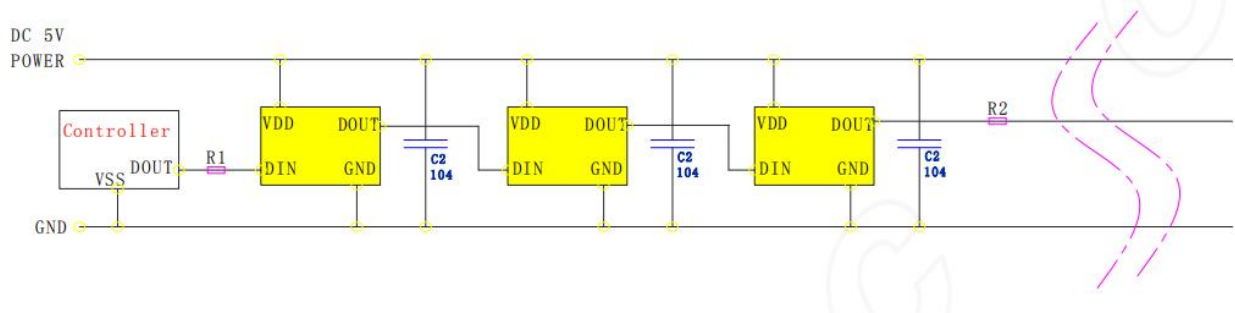 DC 5V
POWER
Controller
DOUT
VSS
R1
VDD
DOUT
DIN
GND
C2
104
VDD
DOUT
DIN
GND
C2
104
VDD
DOUT
DIN
GND
C2
104
R2
GND